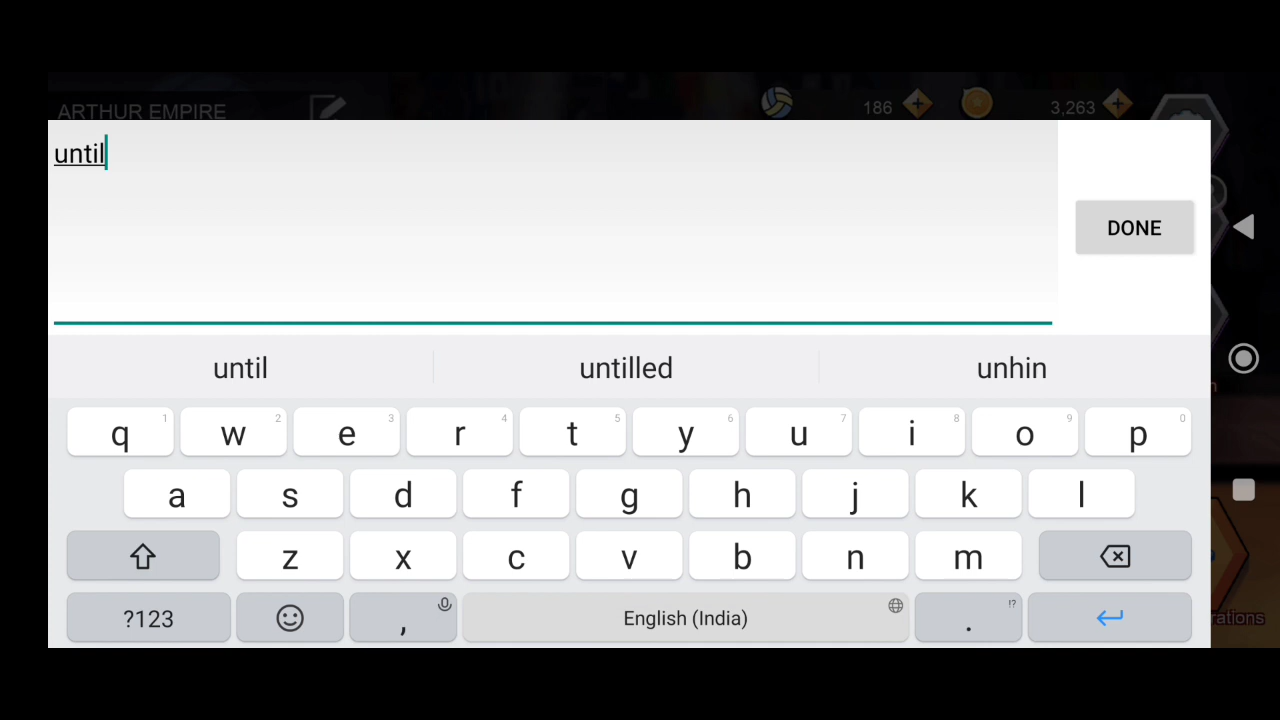 ARTHUR EMPIRE 186 3,263
until
DONE
until untilled unhin
q 1 w 2 e 3 r 4 t 5 y 6 u 7 i 8 o 9 p 0
a s d f g h j k l
z x c v b n m
?123 , English (India) . !?
rations